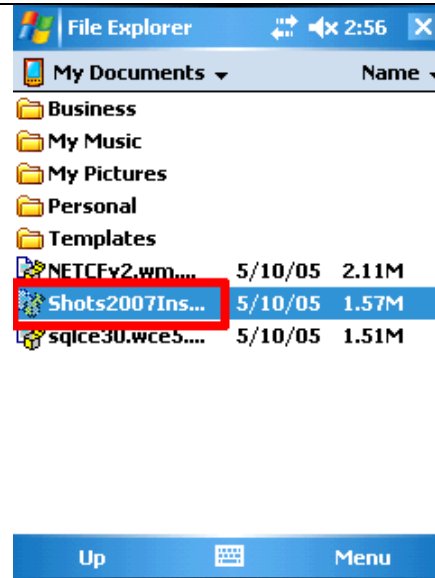 File Explorer 2:56
My Documents Name
Business
My Music
My Pictures
Personal
Templates
NETCFv2.wm.... 5/10/05 2.11M
Shots2007Ins... 5/10/05 1.57M
sqlce30.wce5.... 5/10/05 1.51M
Up Menu